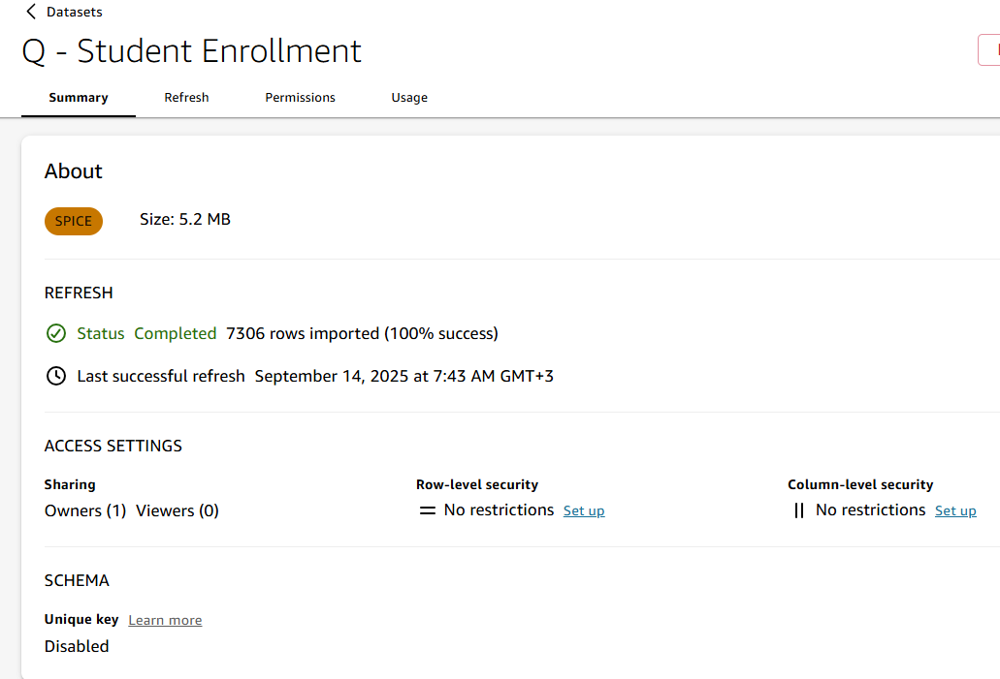 Datasets
Q - Student Enrollment
Summary Refresh Permissions Usage
About
SPICE Size: 5.2 MB
REFRESH
Status Completed 7306 rows imported (100% success)
Last successful refresh September 14, 2025 at 7:43 AM GMT+3
ACCESS SETTINGS
Sharing Row-level security Column-level security
Owners (1) Viewers (0) No restrictions Set up No restrictions Set up
SCHEMA
Unique key Learn more
Disabled